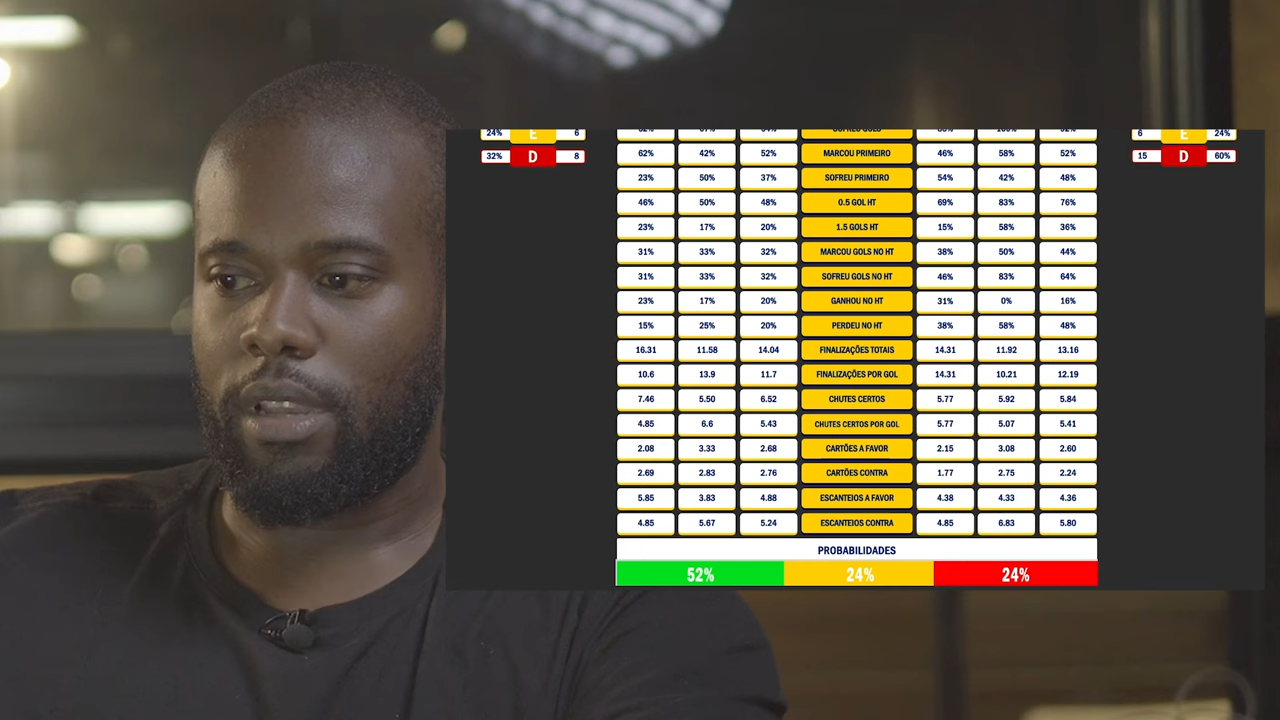 24% E 6
6 E 24%
62% 42% 52% MARCOU PRIMEIRO 46% 58% 52%
32% D 8
15 D 60%
23% 50% 37% SOFREU PRIMEIRO 54% 42% 48%
46% 50% 48% 0.5 GOL HT 69% 83% 76%
23% 17% 20% 1.5 GOLS HT 15% 58% 36%
31% 33% 32% MARCOU GOLS NO HT 38% 50% 44%
31% 33% 32% SOFREU GOLS NO HT 46% 83% 64%
23% 17% 20% GANHOU NO HT 31% 0% 16%
15% 25% 20% PERDEU NO HT 38% 58% 48%
16.31 11.58 14.04 FINALIZAÇÕES TOTAIS 14.31 11.92 13.16
10.6 13.9 11.7 FINALIZAÇÕES POR GOL 14.31 10.21 12.19
7.46 5.50 6.52 CHUTES CERTOS 5.77 5.92 5.84
4.85 6.6 5.43 CHUTES CERTOS POR GOL 5.77 5.07 5.41
2.08 3.33 2.68 CARTÕES A FAVOR 2.15 3.08 2.60
2.69 2.83 2.76 CARTÕES CONTRA 1.77 2.75 2.24
5.85 3.83 4.88 ESCANTEIOS A FAVOR 4.38 4.33 4.36
4.85 5.67 5.24 ESCANTEIOS CONTRA 4.85 6.83 5.80
PROBABILIDADES
52% 24% 24%